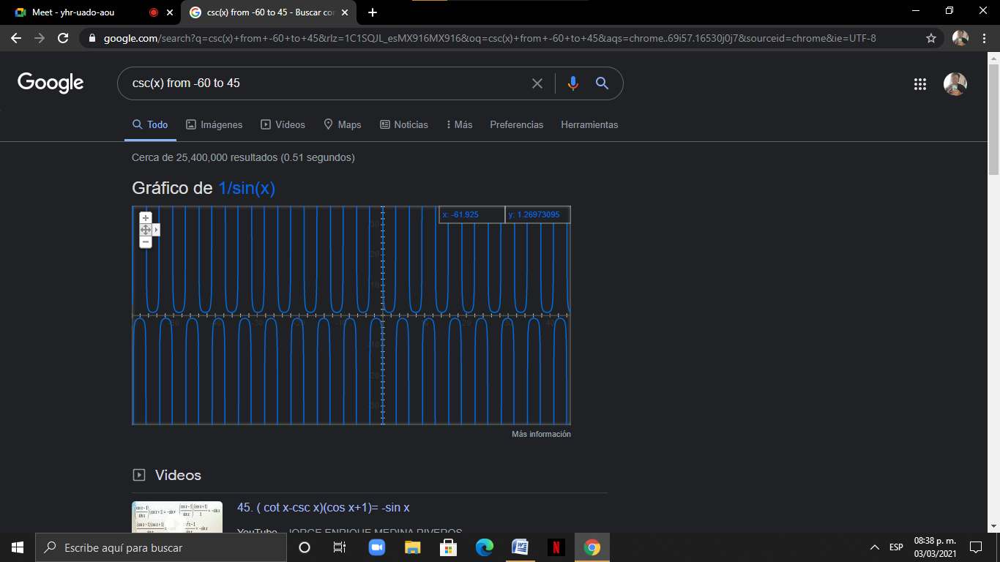 Meet - yhr-uado-aou
csc(x) from -60 to 45 - Buscar con
google.com/search?q=csc(x)+from+-60+to+45&rlz=1C1SQJL_esMX916MX916&oq=csc(x)+from+-60+to+45&aqs=chrome..69i57.16530j0j7&sourceid=chrome&ie=UTF-8
Google
csc(x) from -60 to 45
Todo Imágenes Vídeos Maps Noticias Más Preferencias Herramientas
Cerca de 25,400,000 resultados (0.51 segundos)
Gráfico de 1/sin(x)
x: -61.925 y: 1.26973095
30
20
10
-50 -40 -30 -20 -10 10 20 30 40
-10
-20
-30
Más información
Videos
45. ( cot x-csc x)(cos x+1)= -sin x
YouTube - JORGE ENRIQUE MEDINA RIVEROS
Escribe aquí para buscar
ESP
08:38 p. m.
03/03/2021